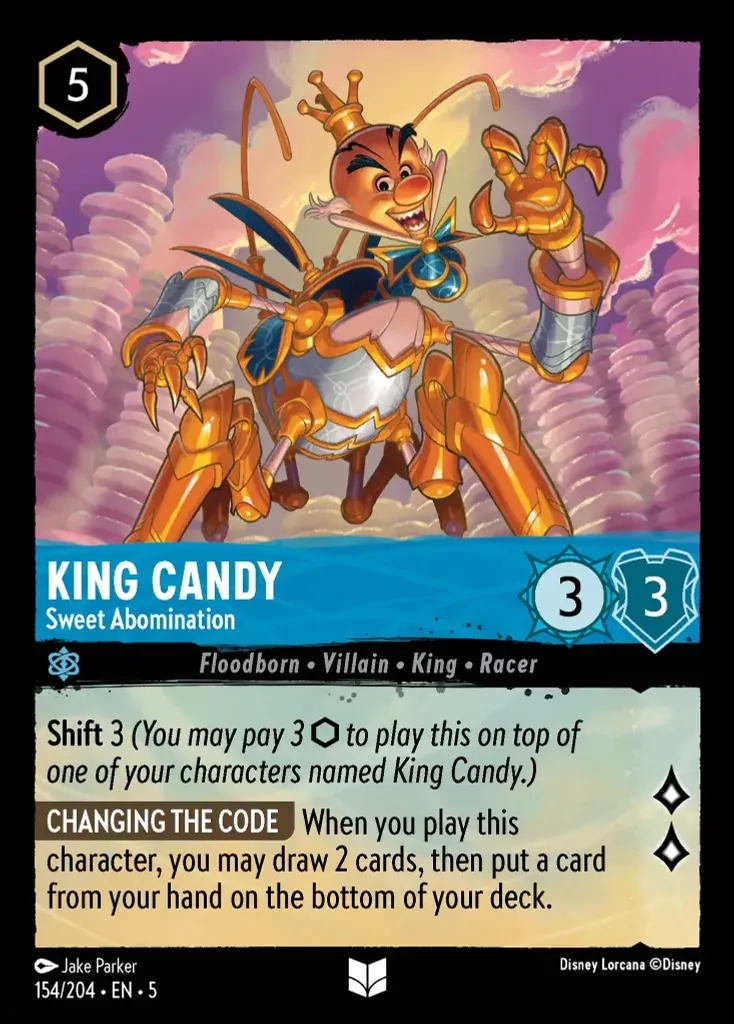 5
KING CANDY
Sweet Abomination
3
3
Floodborn • Villain • King • Racer
Shift 3 (You may pay 3 ⬡ to play this on top of
one of your characters named King Candy.)
CHANGING THE CODE When you play this
character, you may draw 2 cards, then put a card
from your hand on the bottom of your deck.
Jake Parker
154/204 • EN • 5
Disney Lorcana ©Disney